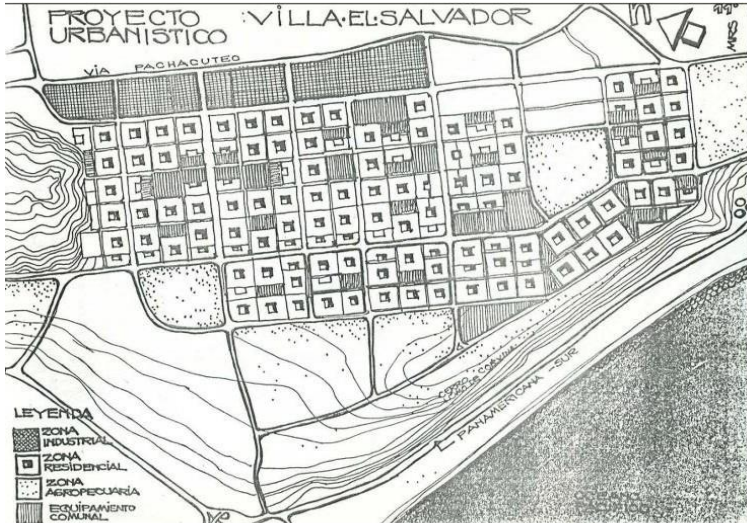 PROYECTO :VILLA·EL·SALVADOR
URBANISTICO
VIA PACHACUTEC
PANAMERICANA-SUR
LEYENDA
ZONA
INDUSTRIAL
ZONA
RESIDENCIAL
ZONA
AGROPECUARIA
EQUIPAMIENTO
COMUNAL